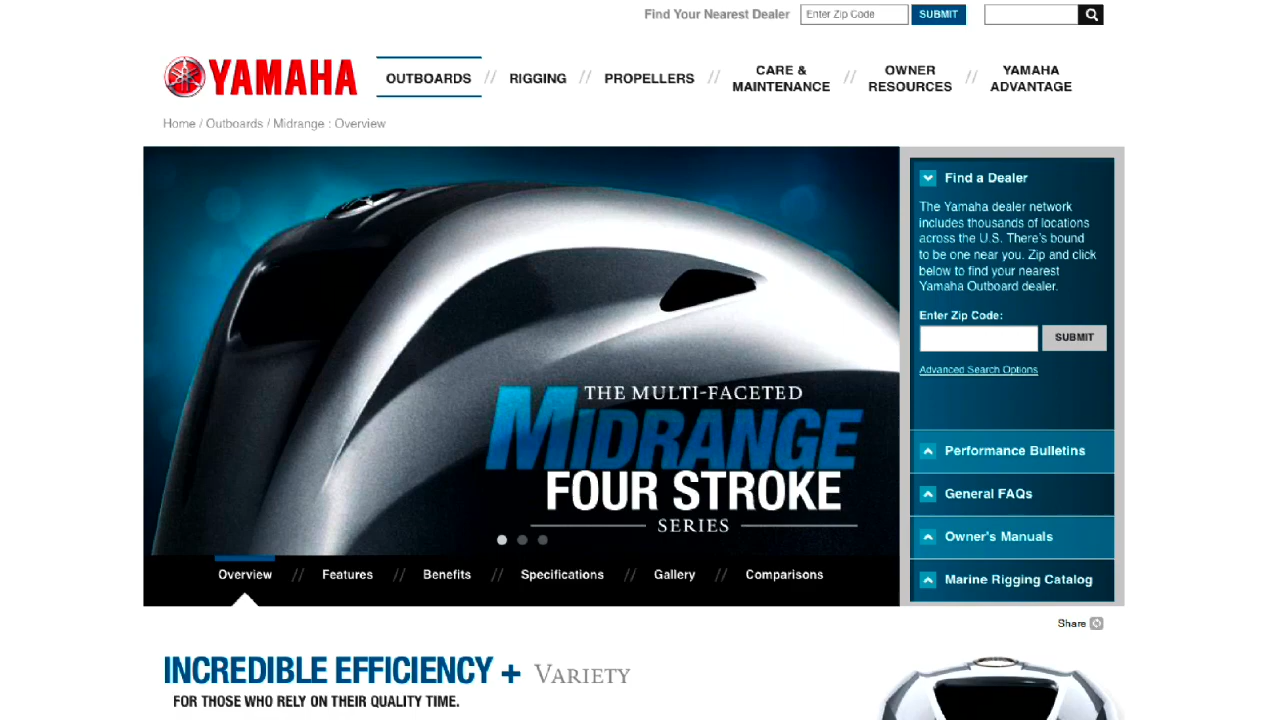 Find Your Nearest Dealer Enter Zip Code SUBMIT
YAMAHA
OUTBOARDS // RIGGING // PROPELLERS // CARE & MAINTENANCE // OWNER RESOURCES // YAMAHA ADVANTAGE
Home / Outboards / Midrange : Overview
THE MULTI-FACETED
MIDRANGE
FOUR STROKE
SERIES
Overview // Features // Benefits // Specifications // Gallery // Comparisons
Find a Dealer
The Yamaha dealer network
includes thousands of locations
across the U.S. There's bound
to be one near you. Zip and click
below to find your nearest
Yamaha Outboard dealer.
Enter Zip Code:
SUBMIT
Advanced Search Options
Performance Bulletins
General FAQs
Owner's Manuals
Marine Rigging Catalog
Share
INCREDIBLE EFFICIENCY + VARIETY
FOR THOSE WHO RELY ON THEIR QUALITY TIME.